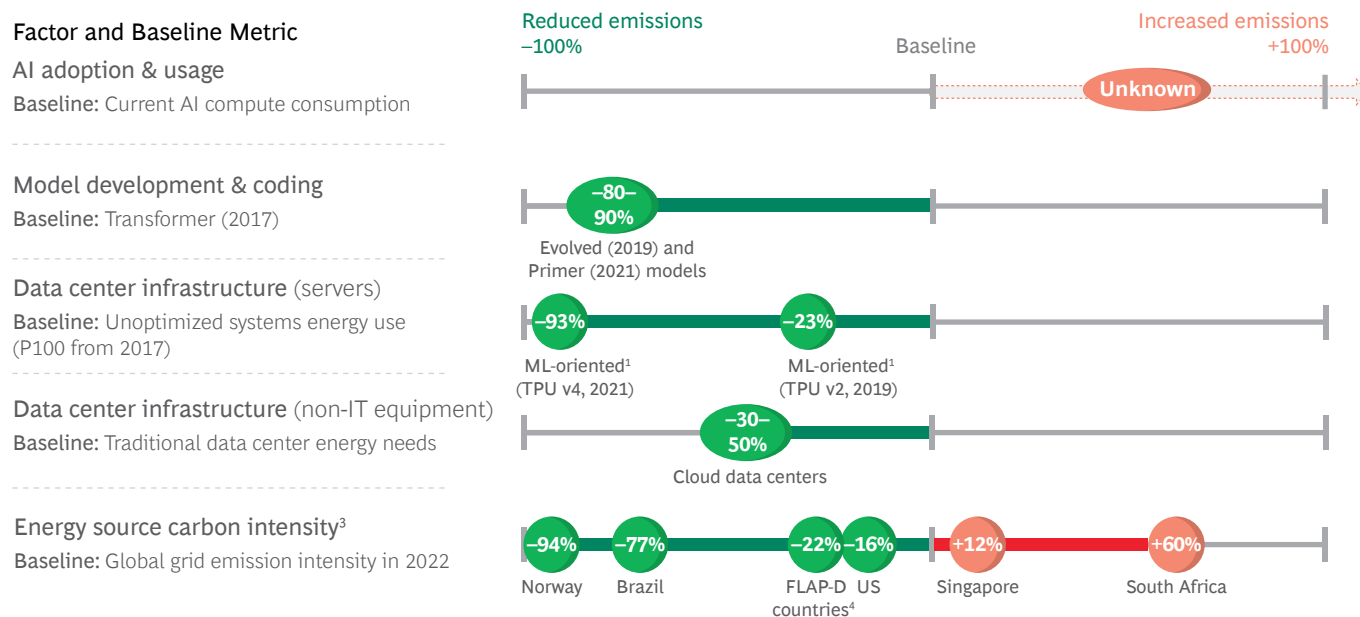 Factor and Baseline Metric
Reduced emissions
–100%
Baseline
Increased emissions
+100%
AI adoption & usage
Baseline: Current AI compute consumption
Unknown
Model development & coding
Baseline: Transformer (2017)
–80–
90%
Evolved (2019) and
Primer (2021) models
Data center infrastructure (servers)
Baseline: Unoptimized systems energy use
(P100 from 2017)
–93%
–23%
ML-oriented¹
(TPU v4, 2021)
ML-oriented¹
(TPU v2, 2019)
Data center infrastructure (non-IT equipment)
Baseline: Traditional data center energy needs
–30–
50%
Cloud data centers
Energy source carbon intensity³
Baseline: Global grid emission intensity in 2022
–94%
–77%
–22%
–16%
+12%
+60%
Norway
Brazil
FLAP-D
countries⁴
US
Singapore
South Africa